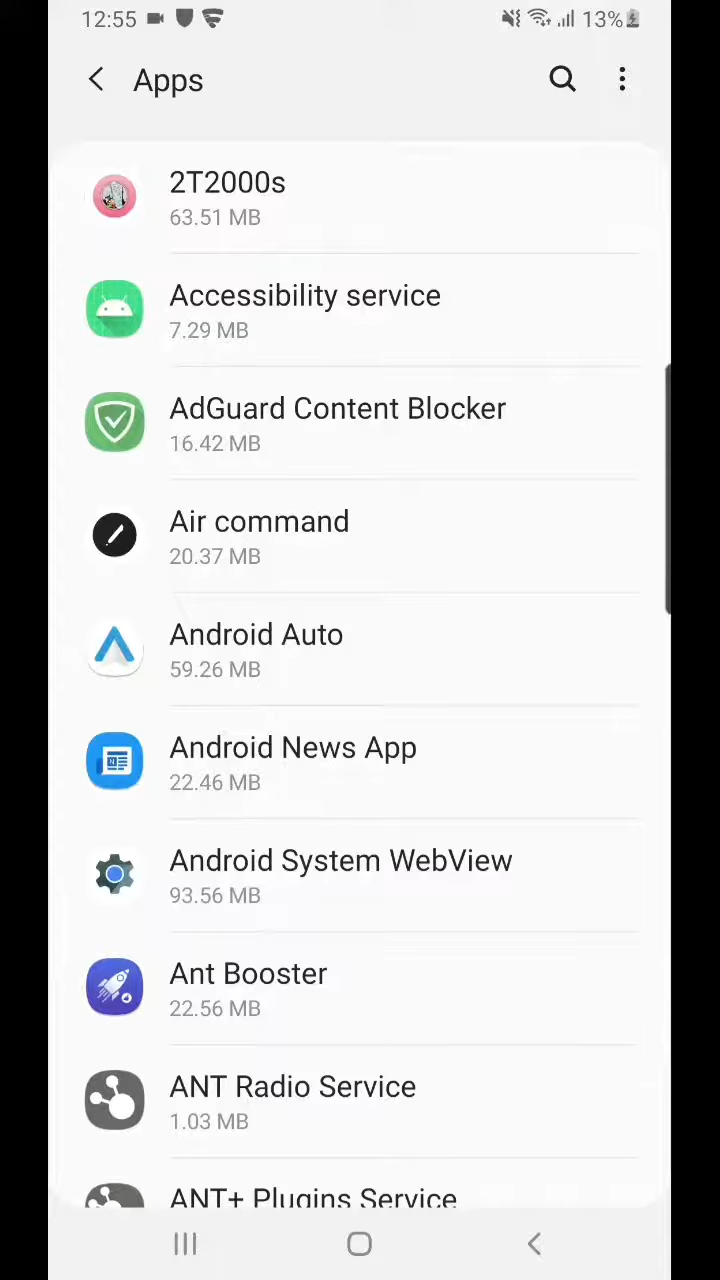 12:55 13%
Apps
2T2000s
63.51 MB
Accessibility service
7.29 MB
AdGuard Content Blocker
16.42 MB
Air command
20.37 MB
Android Auto
59.26 MB
Android News App
22.46 MB
Android System WebView
93.56 MB
Ant Booster
22.56 MB
ANT Radio Service
1.03 MB
ANT+ Plugins Service